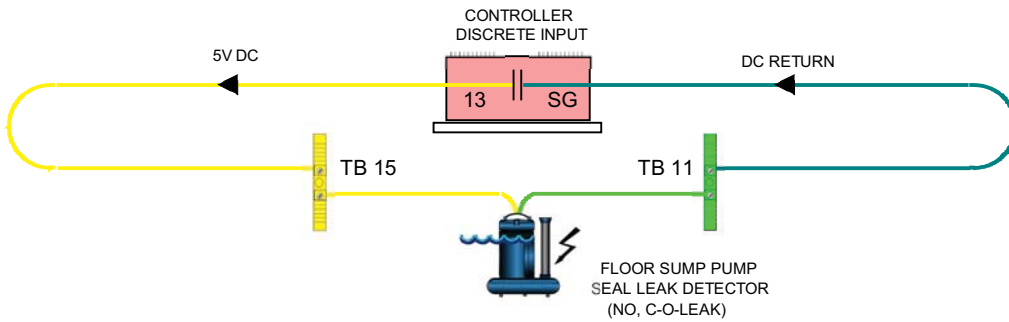 CONTROLLER
DISCRETE INPUT
5V DC
DC RETURN
13
SG
TB 15
TB 11
FLOOR SUMP PUMP
SEAL LEAK DETECTOR
(NO, C-O-LEAK)